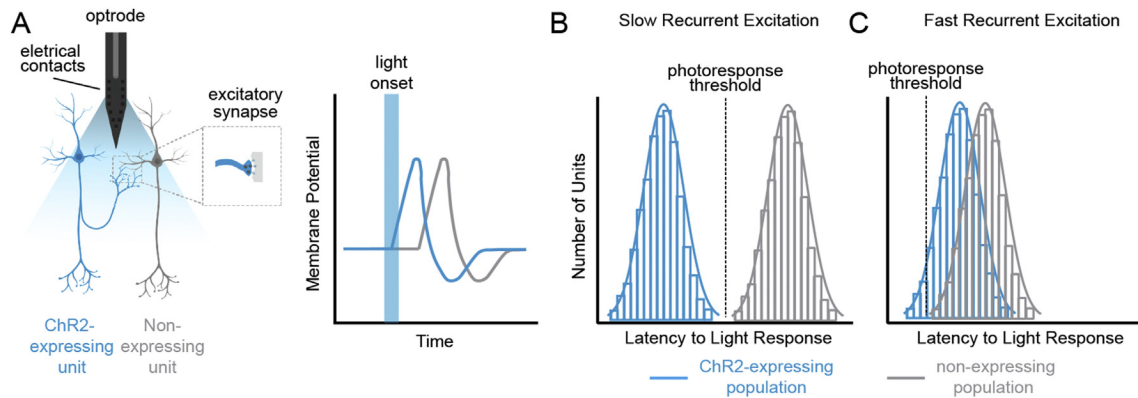 A
optrode
eletrical
contacts
excitatory
synapse
ChR2-
expressing
unit
Non-
expressing
unit
light
onset
Membrane Potential
Time
B
Slow Recurrent Excitation
photoresponse
threshold
Number of Units
Latency to Light Response
C
Fast Recurrent Excitation
photoresponse
threshold
Latency to Light Response
ChR2-expressing
population
non-expressing
population